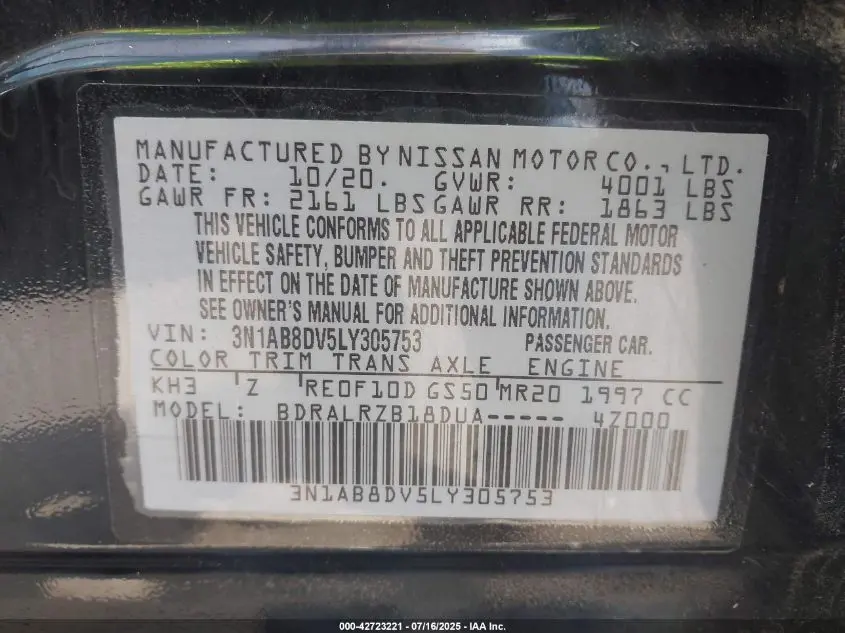 MANUFACTURED BY NISSAN MOTOR CO., LTD.
DATE: 10/20. GVWR: 4001 LBS
GAWR FR: 2161 LBS GAWR RR: 1863 LBS
THIS VEHICLE CONFORMS TO ALL APPLICABLE FEDERAL MOTOR
VEHICLE SAFETY, BUMPER AND THEFT PREVENTION STANDARDS
IN EFFECT ON THE DATE OF MANUFACTURE SHOWN ABOVE.
SEE OWNER'S MANUAL FOR ADDITIONAL INFORMATION.
VIN: 3N1AB8DV5LY305753 PASSENGER CAR.
COLOR TRIM TRANS AXLE ENGINE
KH3 Z RE0F10D GS50 MR20 1997 CC
MODEL: BDRALRZB18DUA----- 4Z000
3N1AB8DV5LY305753
000-42723221 - 07/16/2025 - IAA Inc.